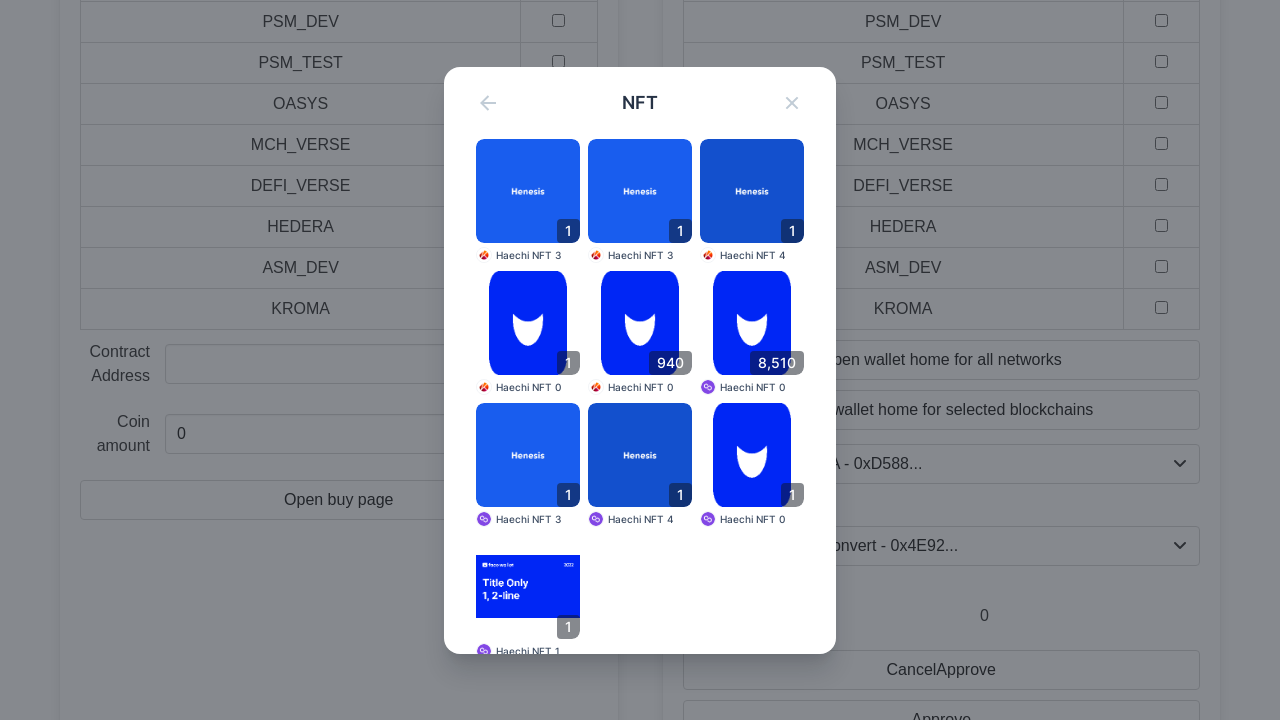 PSM_DEV
PSM_TEST
OASYS
MCH_VERSE
DEFI_VERSE
HEDERA
ASM_DEV
KROMA
Contract
Address
Coin
amount
0
Open buy page
NFT
Henesis
1
Haechi NFT 3
Henesis
1
Haechi NFT 3
Henesis
1
Haechi NFT 4
1
Haechi NFT 0
940
Haechi NFT 0
8,510
Haechi NFT 0
Henesis
1
Haechi NFT 3
Henesis
1
Haechi NFT 4
1
Haechi NFT 0
face wallet
2022
Title Only
1, 2-line
1
Haechi NFT 1
PSM_DEV
PSM_TEST
OASYS
MCH_VERSE
DEFI_VERSE
HEDERA
ASM_DEV
KROMA
pen wallet home for all networks
wallet home for selected blockchains
A - 0xD588...
nvert - 0x4E92...
0
CancelApprove
Approve